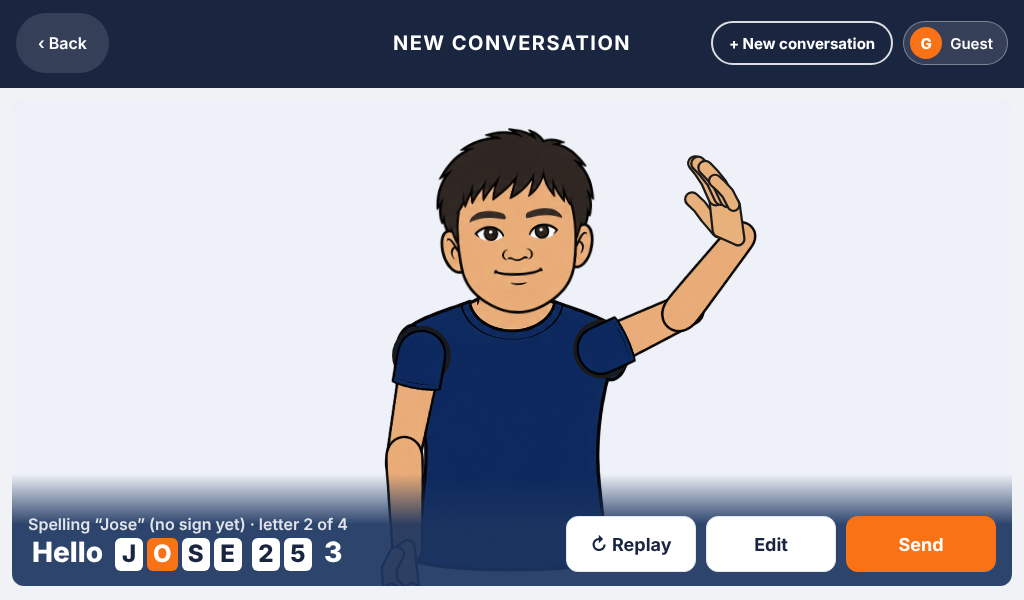 ‹ Back
NEW CONVERSATION
+ New conversation
G Guest
Spelling “Jose” (no sign yet) · letter 2 of 4
Hello J O S E 2 5 3
↻ Replay
Edit
Send